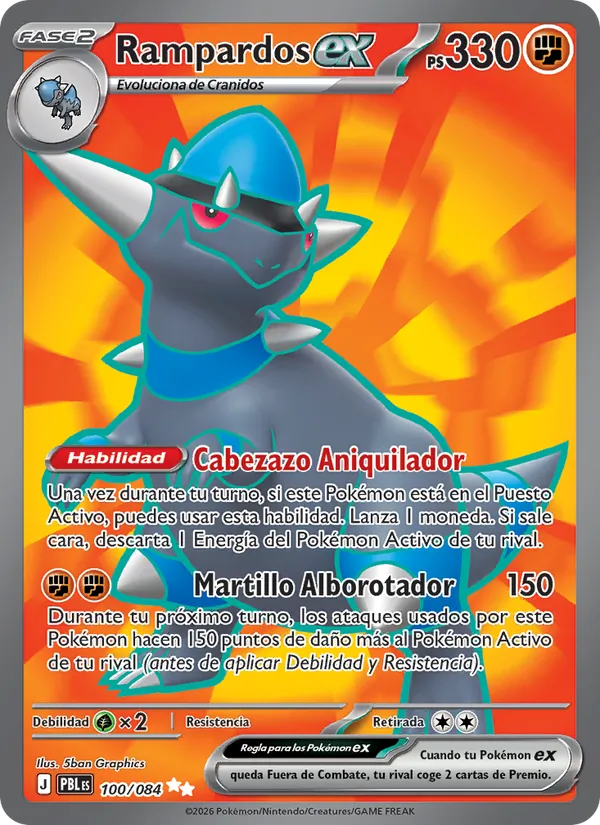 FASE 2
Rampardos ex
PS 330
Evoluciona de Cranidos
Habilidad Cabezazo Aniquilador
Una vez durante tu turno, si este Pokémon está en el Puesto
Activo, puedes usar esta habilidad. Lanza 1 moneda. Si sale
cara, descarta 1 Energía del Pokémon Activo de tu rival.
Martillo Alborotador 150
Durante tu próximo turno, los ataques usados por este
Pokémon hacen 150 puntos de daño más al Pokémon Activo
de tu rival (antes de aplicar Debilidad y Resistencia).
Debilidad ×2 Resistencia Retirada
Ilus. 5ban Graphics
J PBL ES 100/084
Regla para los Pokémon ex Cuando tu Pokémon ex
queda Fuera de Combate, tu rival coge 2 cartas de Premio.
©2026 Pokémon/Nintendo/Creatures/GAME FREAK